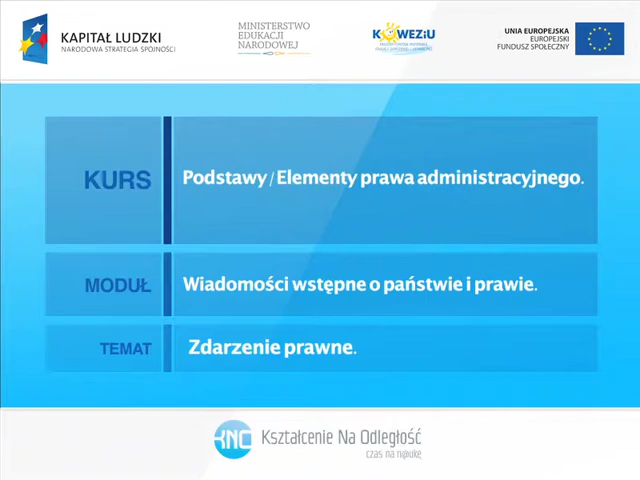 KAPITAŁ LUDZKI
NARODOWA STRATEGIA SPÓJNOŚCI
MINISTERSTWO
EDUKACJI
NARODOWEJ
KOWEZiU
UNIA EUROPEJSKA
EUROPEJSKI
FUNDUSZ SPOŁECZNY
KURS
Podstawy / Elementy prawa administracyjnego.
MODUŁ
Wiadomości wstępne o państwie i prawie.
TEMAT
Zdarzenie prawne.
KNO Kształcenie Na Odległość
czas na naukę